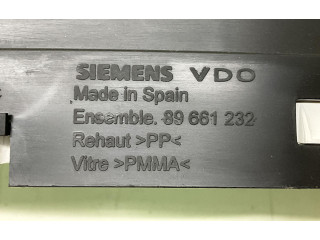 SIEMENS VDO
Made in Spain
Ensemble. 89 661 232
Rehaut >PP<
Vitre >PMMA<